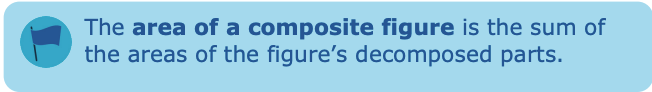 The area of a composite figure is the sum of
the areas of the figure’s decomposed parts.